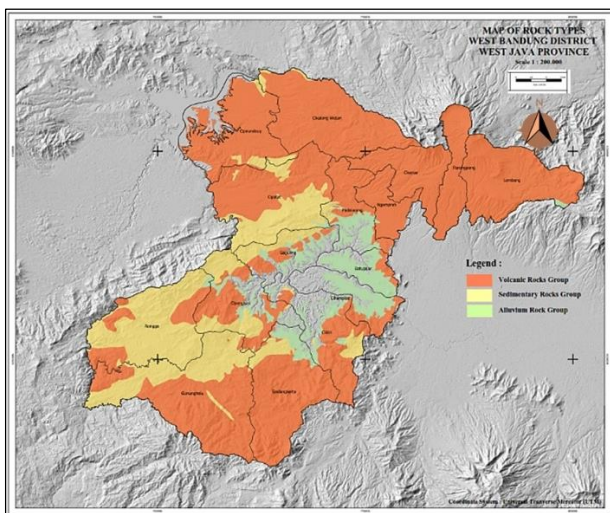 MAP OF ROCK TYPES
WEST BANDUNG DISTRICT
WEST JAVA PROVINCE
Scale 1 : 200.000
N
Cikalong Wetan
Cipeundeuy
Cisarua
Parongpong
Lembang
Cipatat
Padalarang
Ngamprah
Batujajar
Cihampelas
Cililin
Rongga
Gununghalu
Sindangkerta
Legend :
Volcanic Rocks Group
Sedimentary Rocks Group
Alluvium Rock Group
Coordinate System : Universal Transverse Mercator (UTM)